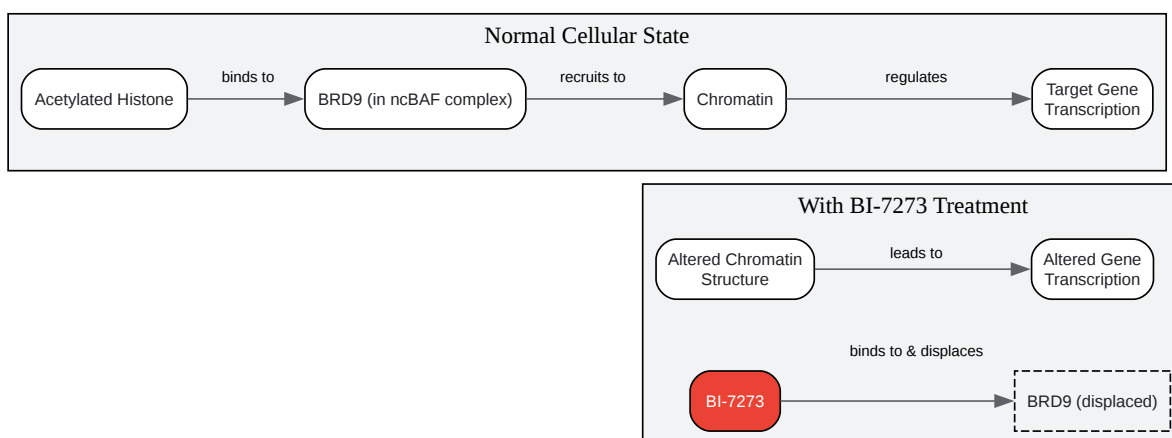 Normal Cellular State
binds to
recruits to
regulates
Acetylated Histone
BRD9 (in ncBAF complex)
Chromatin
Target Gene
Transcription
With BI-7273 Treatment
Altered Chromatin
Structure
leads to
Altered Gene
Transcription
binds to & displaces
BI-7273
BRD9 (displaced)